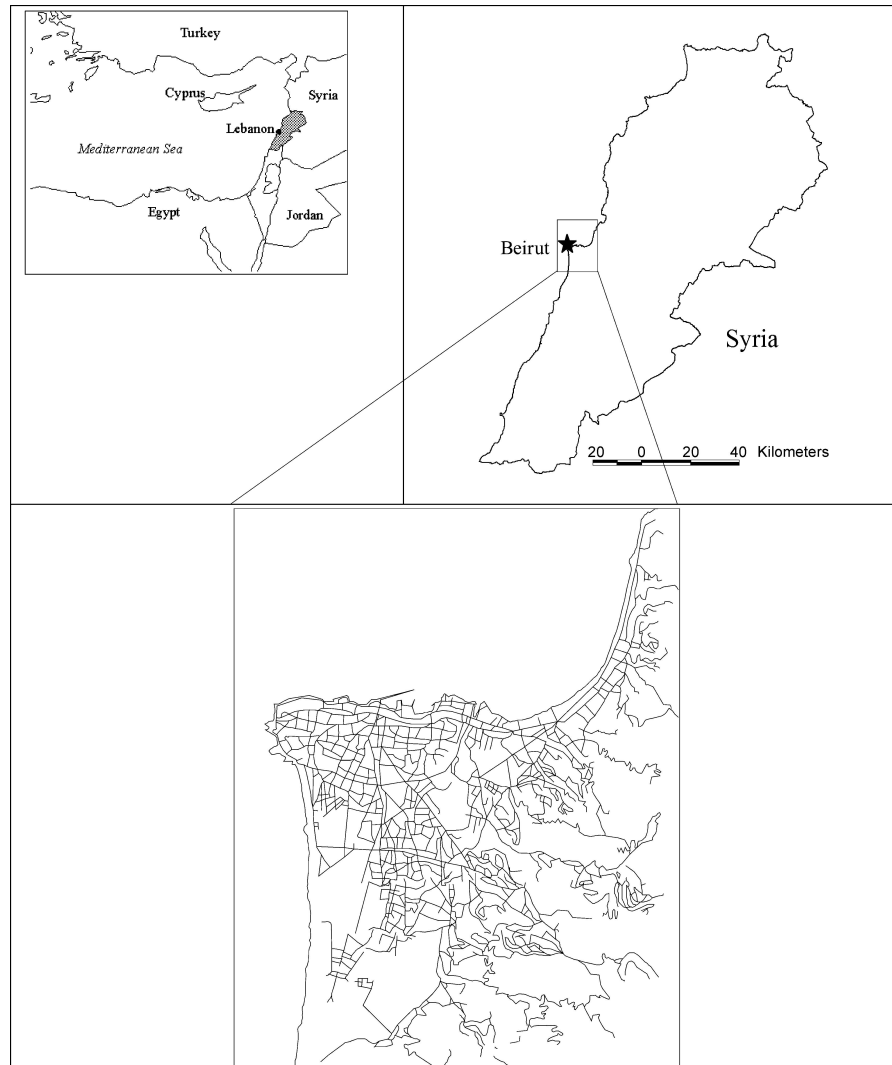 Turkey
Cyprus
Syria
Lebanon
Mediterranean Sea
Egypt
Jordan
Beirut
Syria
20 0 20 40 Kilometers